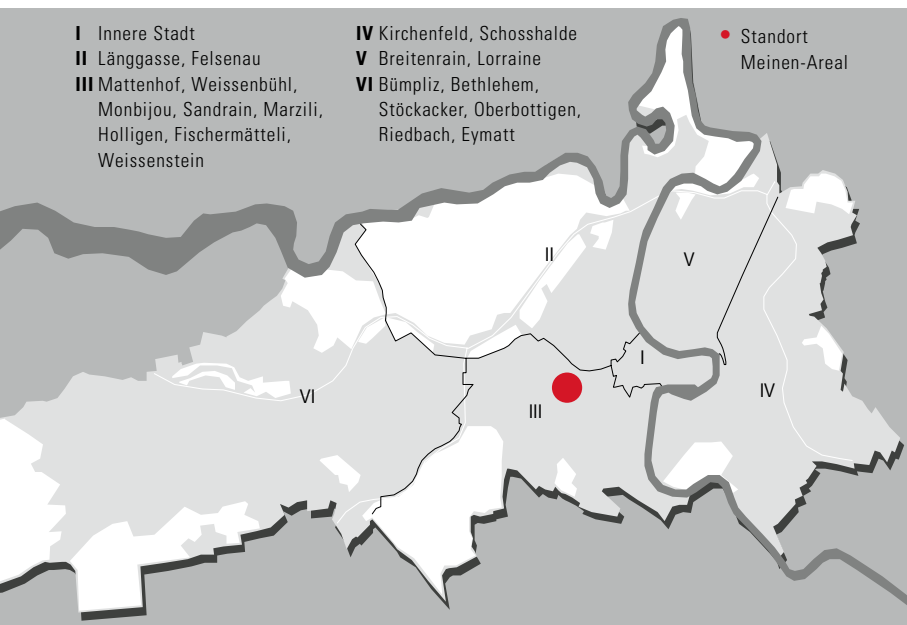 I Innere Stadt
II Länggasse, Felsenau
III Mattenhof, Weissenbühl,
Monbijou, Sandrain, Marzili,
Holligen, Fischermätteli,
Weissenstein
IV Kirchenfeld, Schosshalde
V Breitenrain, Lorraine
VI Bümpliz, Bethlehem,
Stöckacker, Oberbottigen,
Riedbach, Eymatt
Standort
Meinen-Areal
II
V
I
VI
IV
III